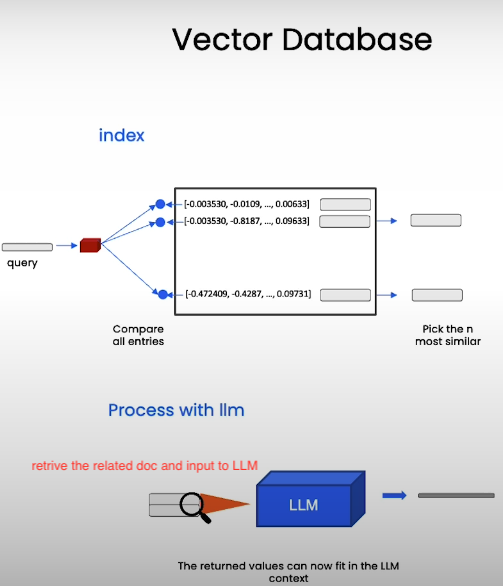 Vector Database
index
[-0.003530, -0.0109, ..., 0.00633]
[-0.003530, -0.8187, ..., 0.09633]
query
[-0.472409, -0.4287, ..., 0.09731]
Compare
all entries
Pick the n
most similar
Process with llm
retrive the related doc and input to LLM
LLM
The returned values can now fit in the LLM
context